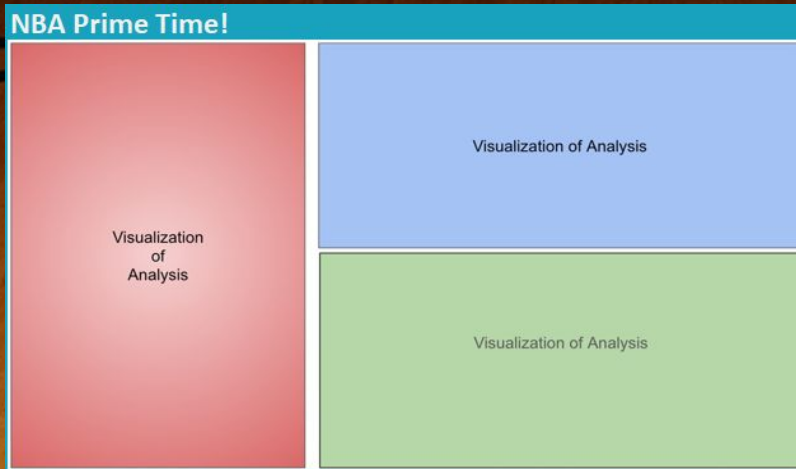 NBA Prime Time!
Visualization
of
Analysis
Visualization of Analysis
Visualization of Analysis